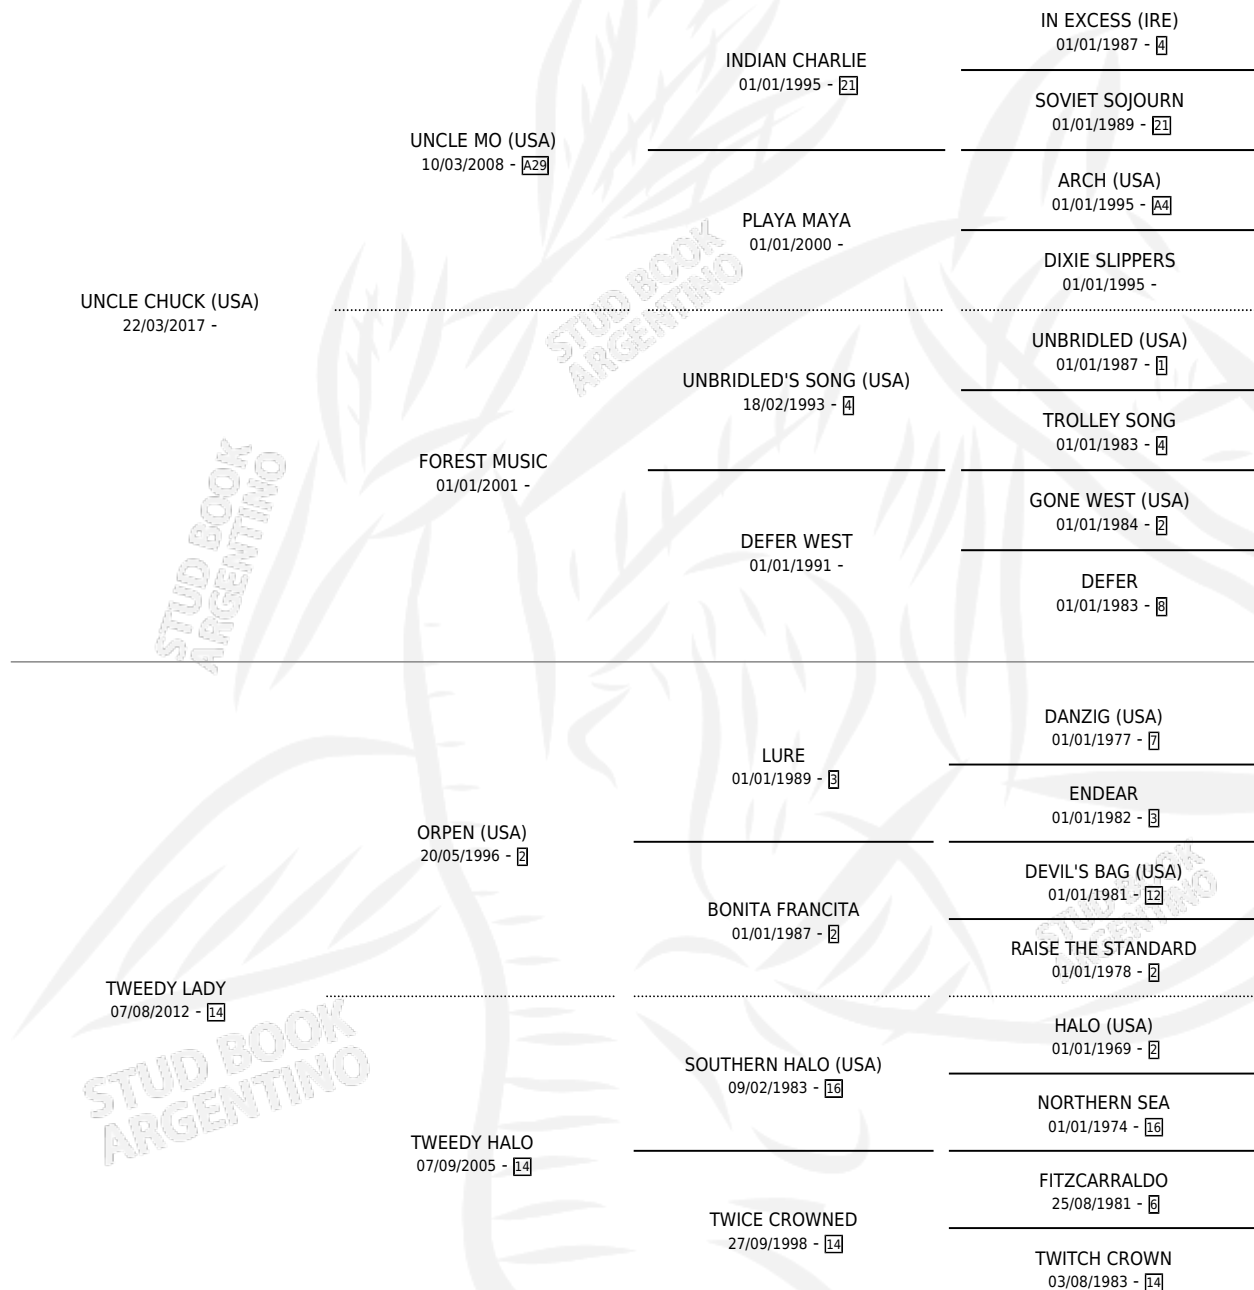 IN EXCESS (IRE)
01/01/1987 - 4
INDIAN CHARLIE
01/01/1995 - 21
SOVIET SOJOURN
01/01/1989 - 21
UNCLE MO (USA)
10/03/2008 - A29
ARCH (USA)
01/01/1995 - A4
PLAYA MAYA
01/01/2000 -
DIXIE SLIPPERS
01/01/1995 -
UNCLE CHUCK (USA)
22/03/2017 -
UNBRIDLED (USA)
01/01/1987 - 1
UNBRIDLED'S SONG (USA)
18/02/1993 - 4
TROLLEY SONG
01/01/1983 - 4
FOREST MUSIC
01/01/2001 -
GONE WEST (USA)
01/01/1984 - 2
DEFER WEST
01/01/1991 -
DEFER
01/01/1983 - 8
DANZIG (USA)
01/01/1977 - 7
LURE
01/01/1989 - 3
ENDEAR
01/01/1982 - 3
ORPEN (USA)
20/05/1996 - 2
DEVIL'S BAG (USA)
01/01/1981 - 12
BONITA FRANCITA
01/01/1987 - 2
RAISE THE STANDARD
01/01/1978 - 2
TWEEDY LADY
07/08/2012 - 14
HALO (USA)
01/01/1969 - 2
SOUTHERN HALO (USA)
09/02/1983 - 16
NORTHERN SEA
01/01/1974 - 16
TWEEDY HALO
07/09/2005 - 14
FITZCARRALDO
25/08/1981 - 6
TWICE CROWNED
27/09/1998 - 14
TWITCH CROWN
03/08/1983 - 14
STUD BOOK
ARGENTINO
STUD BOOK
ARGENTINO
STUD BOOK
ARGENTINO
STUD BOOK
ARGENTINO